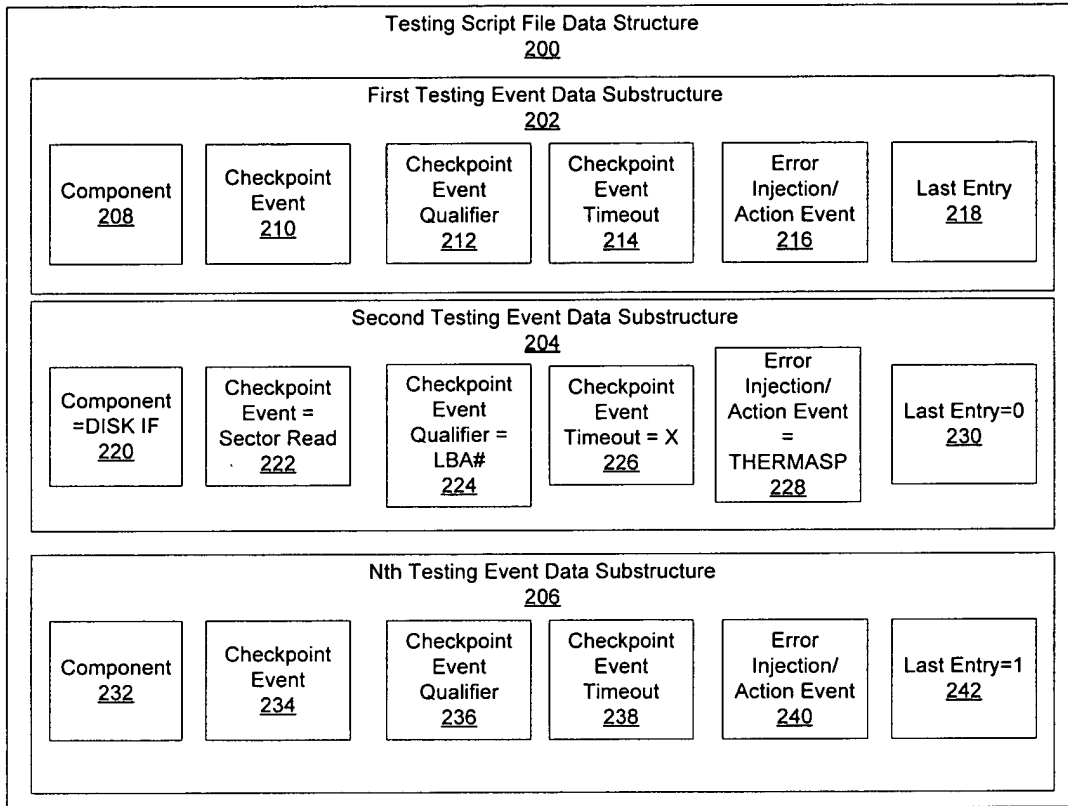 Testing Script File Data Structure
200
First Testing Event Data Substructure
202
Component
208
Checkpoint
Event
210
Checkpoint
Event
Qualifier
212
Checkpoint
Event
Timeout
214
Error
Injection/
Action Event
216
Last Entry
218
Second Testing Event Data Substructure
204
Component
=DISK IF
220
Checkpoint
Event =
Sector Read
222
Checkpoint
Event
Qualifier =
LBA#
224
Checkpoint
Event
Timeout = X
226
Error
Injection/
Action Event
=
THERMASP
228
Last Entry=0
230
Nth Testing Event Data Substructure
206
Component
232
Checkpoint
Event
234
Checkpoint
Event
Qualifier
236
Checkpoint
Event
Timeout
238
Error
Injection/
Action Event
240
Last Entry=1
242